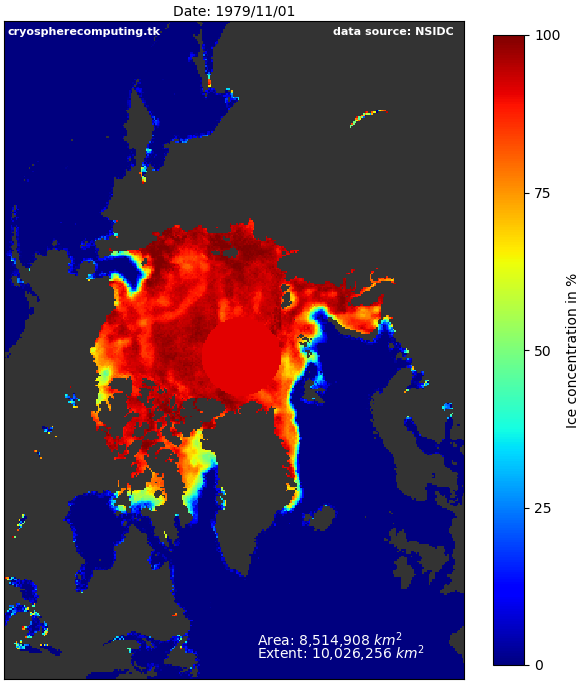 Date: 1979/11/01
cryospherecomputing.tk data source: NSIDC
100
75
50
25
0
Ice concentration in %
Area: 8,514,908 km²
Extent: 10,026,256 km²